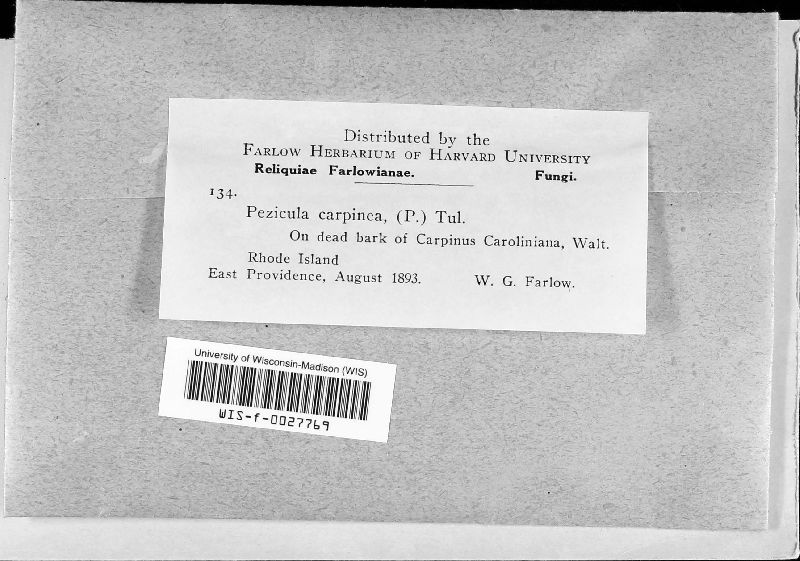 Distributed by the
FARLOW HERBARIUM OF HARVARD UNIVERSITY
Reliquiae Farlowianae. Fungi.
134.
Pezicula carpinea, (P.) Tul.
On dead bark of Carpinus Caroliniana, Walt.
Rhode Island
East Providence, August 1893. W. G. Farlow.
University of Wisconsin-Madison (WIS)
WIS-f-0027769